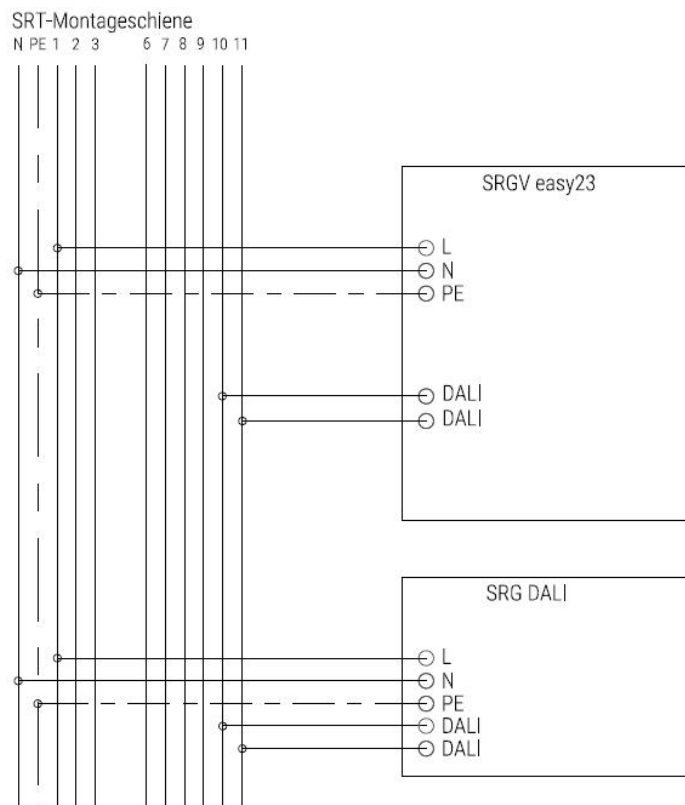 SRT-Montageschiene
N PE 1 2 3 6 7 8 9 10 11
SRGV easy23
L
N
PE
DALI
DALI
SRG DALI
L
N
PE
DALI
DALI